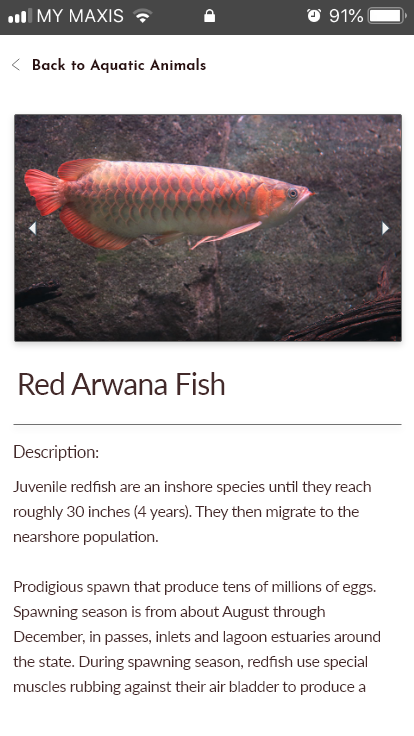 MY MAXIS 91%
Back to Aquatic Animals
Red Arwana Fish
Description:
Juvenile redfish are an inshore species until they reach
roughly 30 inches (4 years). They then migrate to the
nearshore population.
Prodigious spawn that produce tens of millions of eggs.
Spawning season is from about August through
December, in passes, inlets and lagoon estuaries around
the state. During spawning season, redfish use special
muscles rubbing against their air bladder to produce a